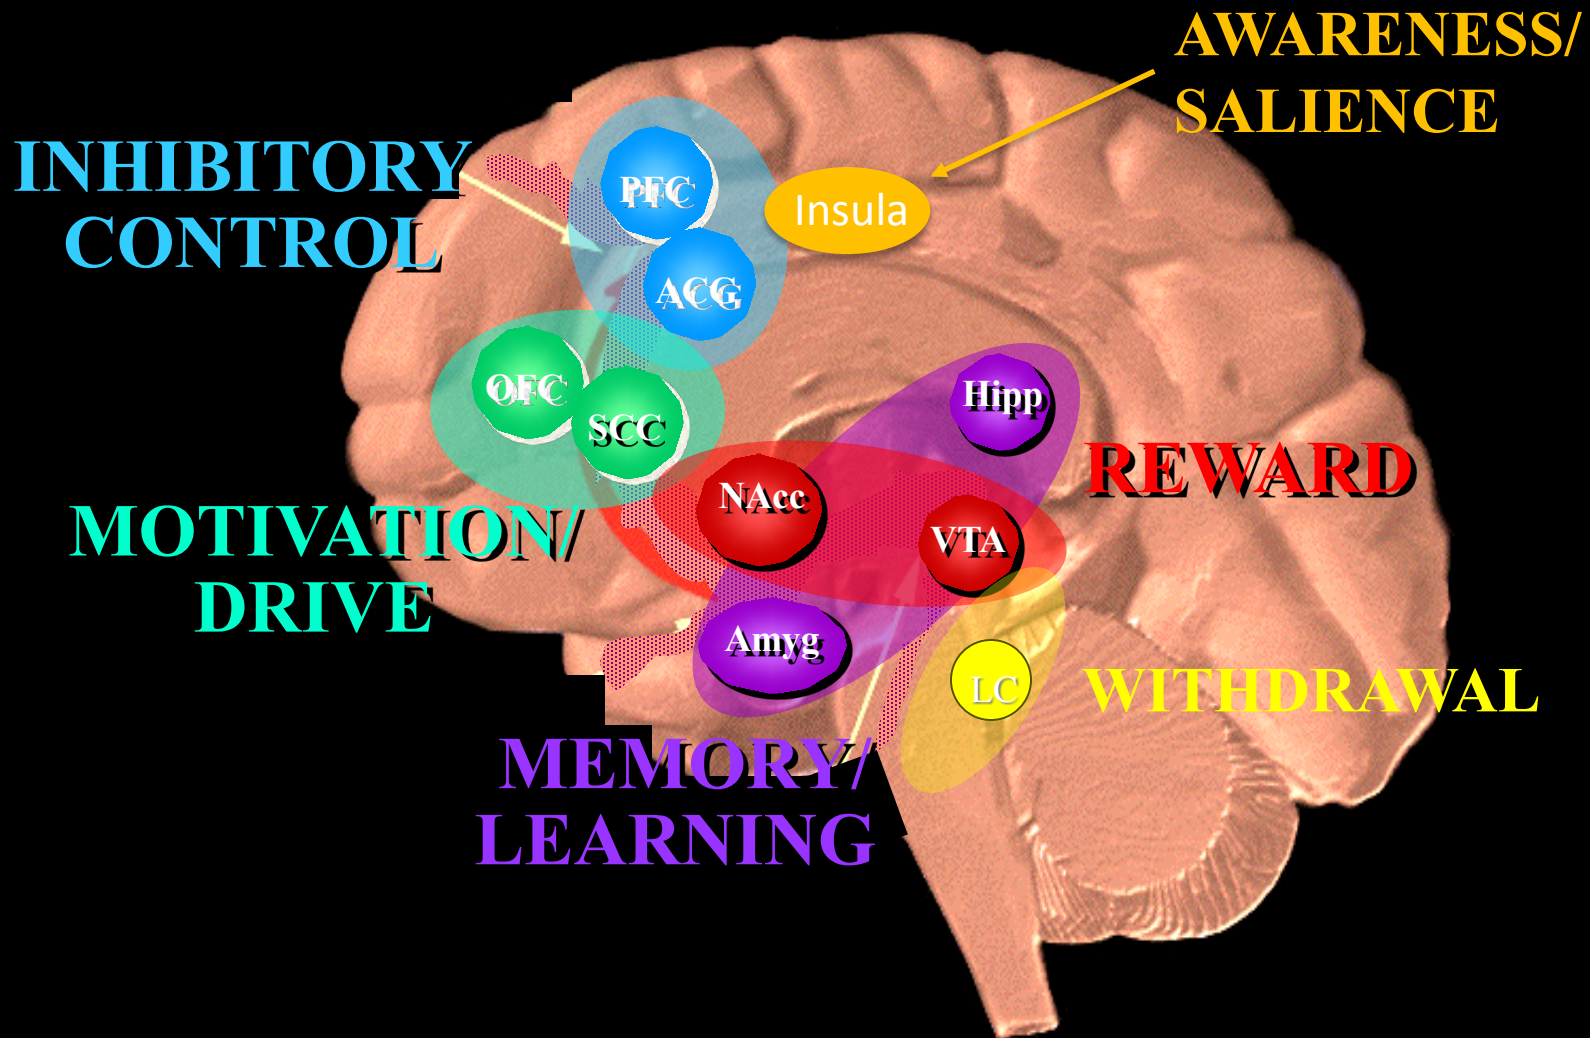 AWARENESS/
SALIENCE
INHIBITORY
CONTROL
PFC
Insula
ACG
OFC
SCC
Hipp
REWARD
NAcc
VTA
MOTIVATION/
DRIVE
Amyg
LC
WITHDRAWAL
MEMORY/
LEARNING